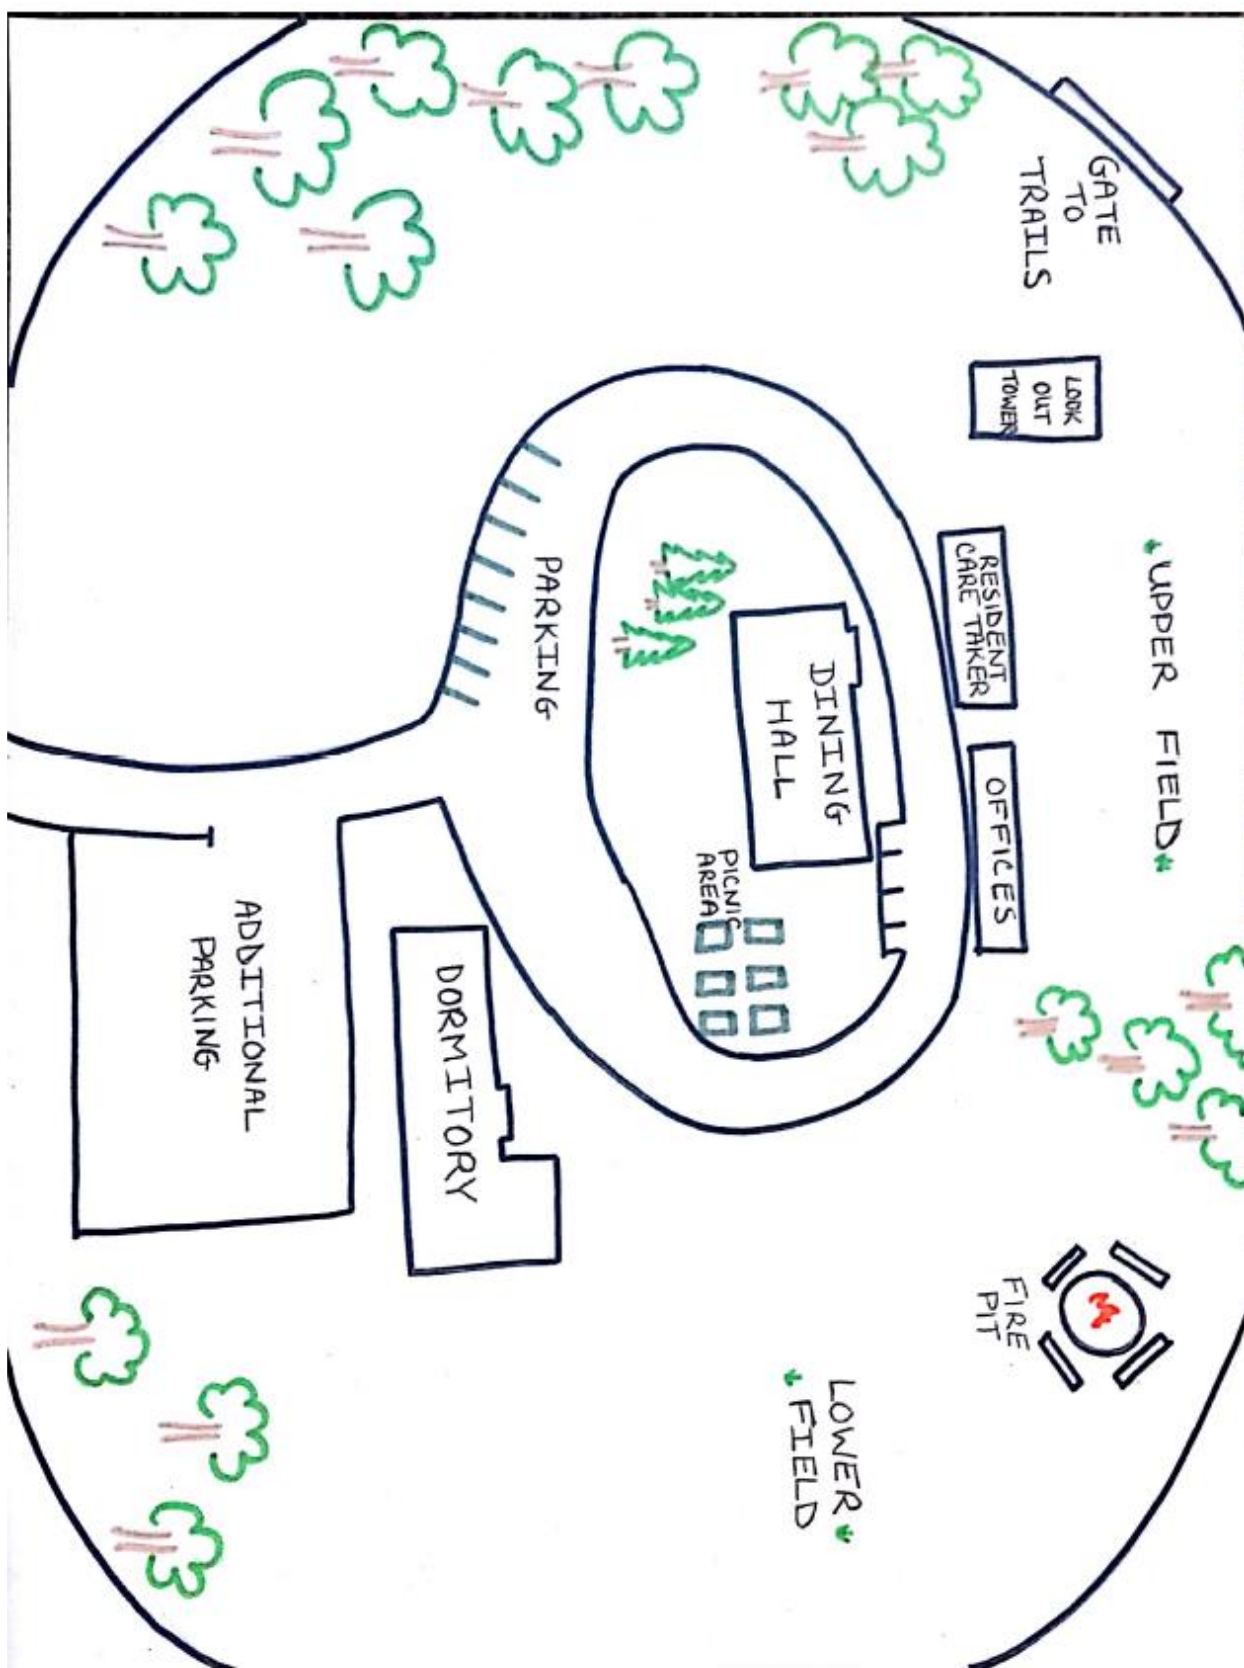 GATE
TO
TRAILS
LOOK
OUT
TOWER
UPPER FIELD
RESIDENT
CARE TAKER
OFFICES
DINING
HALL
PARKING
PICNIC
AREA
FIRE
PIT
LOWER
FIELD
DORMITORY
ADDITIONAL
PARKING